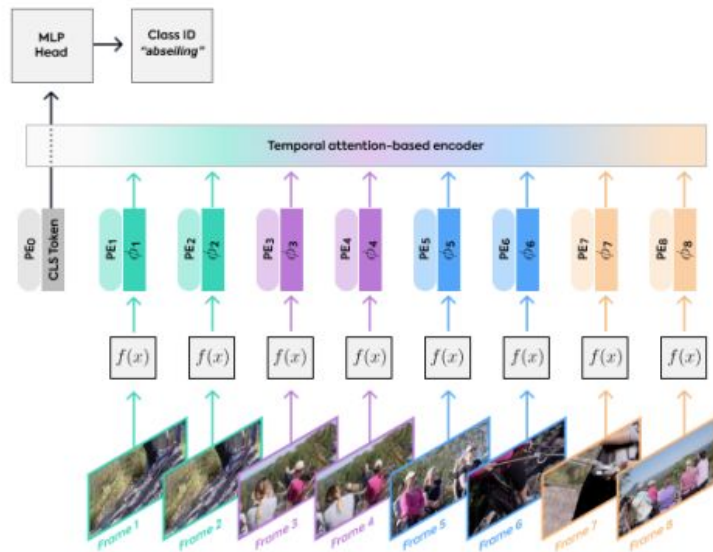 MLP
Head
Class ID
"abseiling"
Temporal attention-based encoder
PE0 CLS Token
PE1 ϕ1
PE2 ϕ2
PE3 ϕ3
PE4 ϕ4
PE5 ϕ5
PE6 ϕ6
PE7 ϕ7
PE8 ϕ8
f(x) f(x) f(x) f(x) f(x) f(x) f(x) f(x)
Frame 1 Frame 2 Frame 3 Frame 4 Frame 5 Frame 6 Frame 7 Frame 8